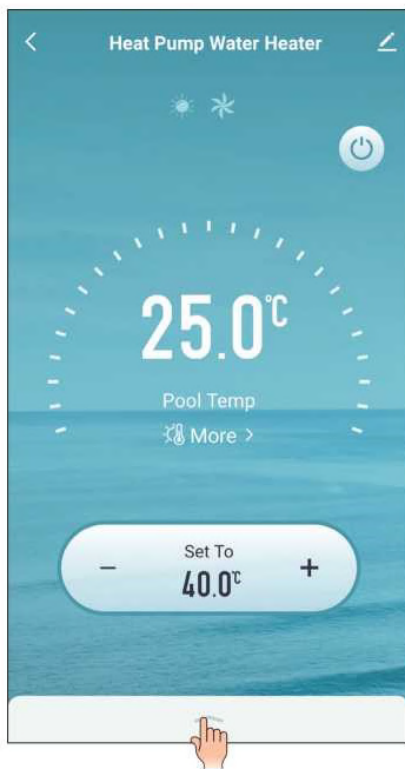 Heat Pump Water Heater
25.0℃
Pool Temp
More >
Set To
− 40.0℃ +